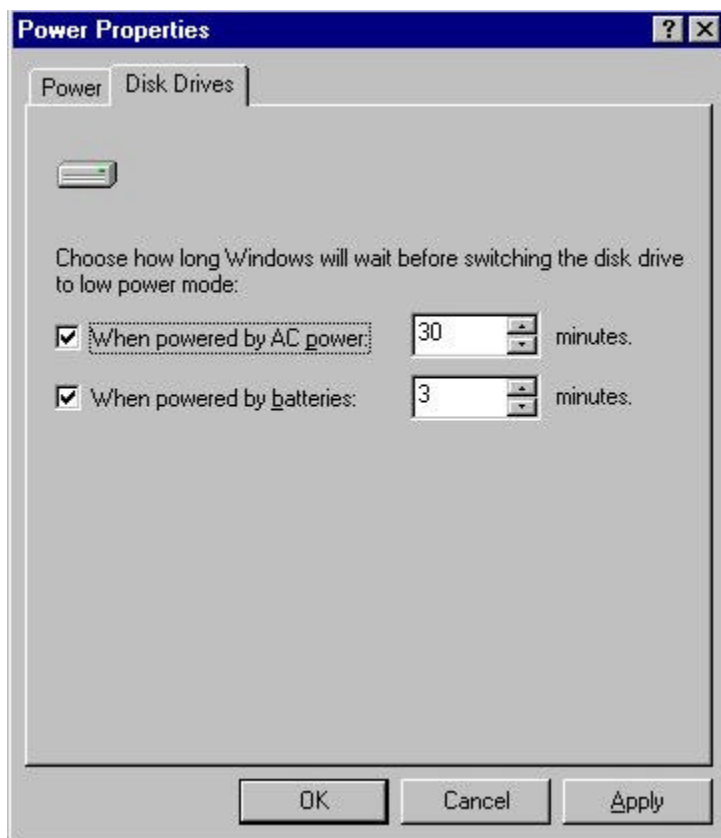 Power Properties
Power
Disk Drives
Choose how long Windows will wait before switching the disk drive
to low power mode:
When powered by AC power: 30 minutes.
When powered by batteries: 3 minutes.
OK Cancel Apply